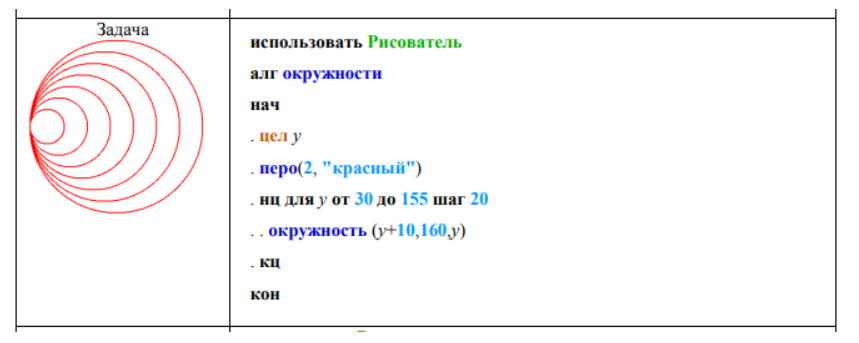 Задача
использовать Рисователь
алг окружности
нач
. цел y
. перо(2, "красный")
. нц для y от 30 до 155 шаг 20
. . окружность (y+10,160,y)
. кц
кон